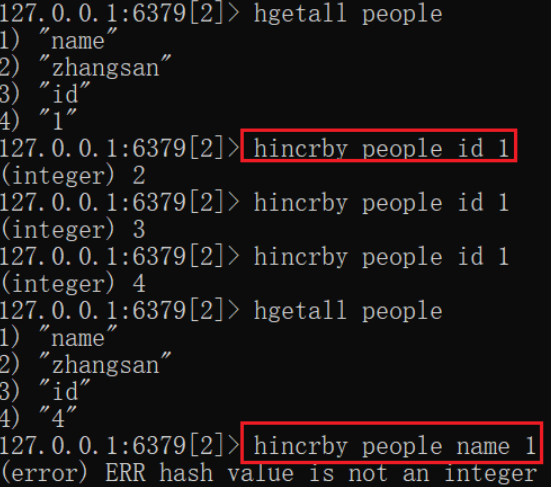 127.0.0.1:6379[2]> hgetall people
1) "name"
2) "zhangsan"
3) "id"
4) "1"
127.0.0.1:6379[2]> hincrby people id 1
(integer) 2
127.0.0.1:6379[2]> hincrby people id 1
(integer) 3
127.0.0.1:6379[2]> hincrby people id 1
(integer) 4
127.0.0.1:6379[2]> hgetall people
1) "name"
2) "zhangsan"
3) "id"
4) "4"
127.0.0.1:6379[2]> hincrby people name 1
(error) ERR hash value is not an integer